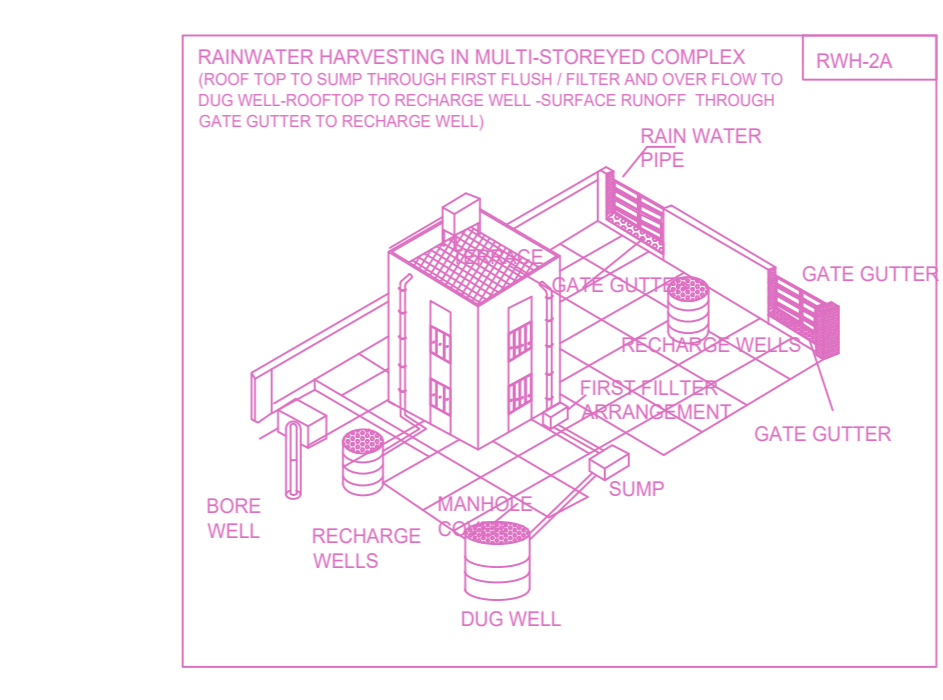 RAINWATER HARVESTING IN MULTI-STOREYED COMPLEX
(ROOF TOP TO SUMP THROUGH FIRST FLUSH / FILTER AND OVER FLOW TO
DUG WELL-ROOFTOP TO RECHARGE WELL -SURFACE RUNOFF THROUGH
GATE GUTTER TO RECHARGE WELL)
RWH-2A
RAIN WATER
PIPE
TERRACE
GATE GUTTER
GATE GUTTER
RECHARGE WELLS
FIRST FILLTER
ARRANGEMENT
GATE GUTTER
SUMP
BORE
WELL
RECHARGE
WELLS
MANHOLE
COVER
DUG WELL